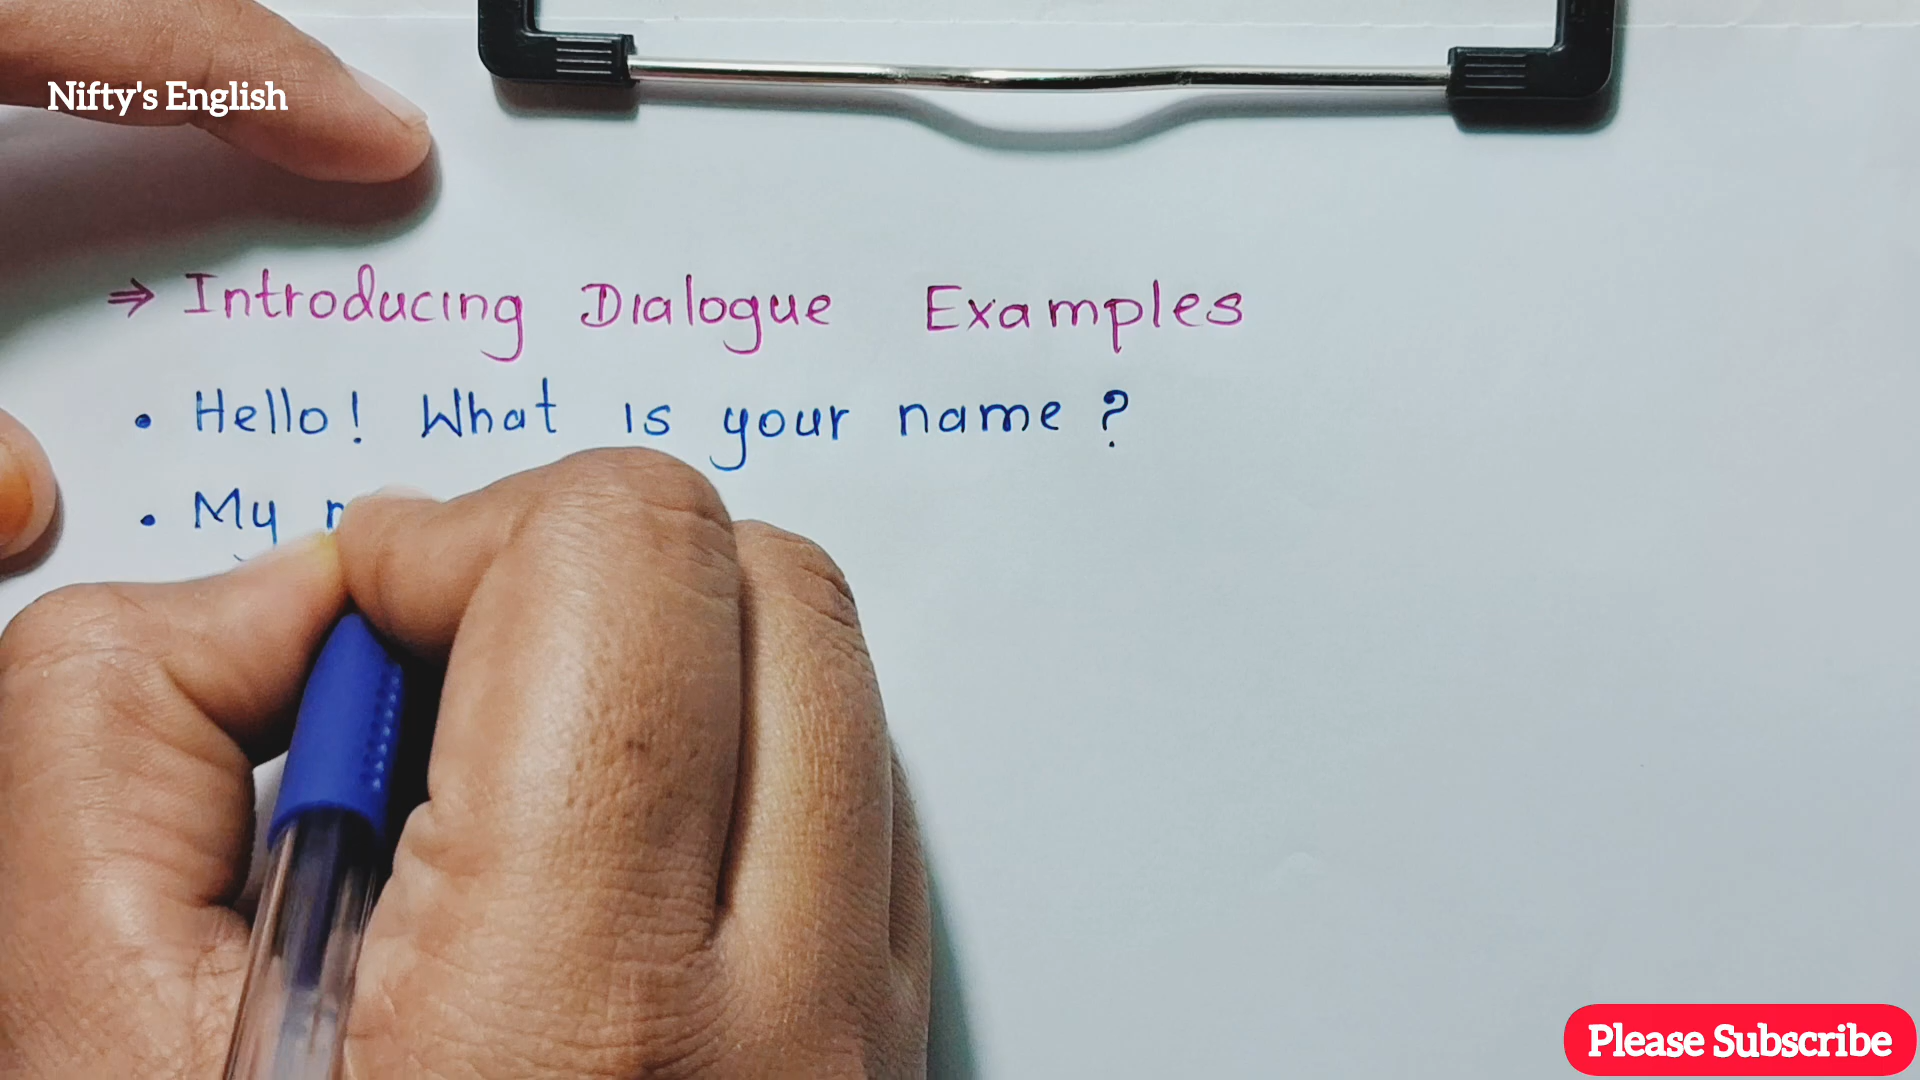 Nifty's English
⇒ Introducing Dialogue Examples
• Hello! What is your name?
• My
Please Subscribe